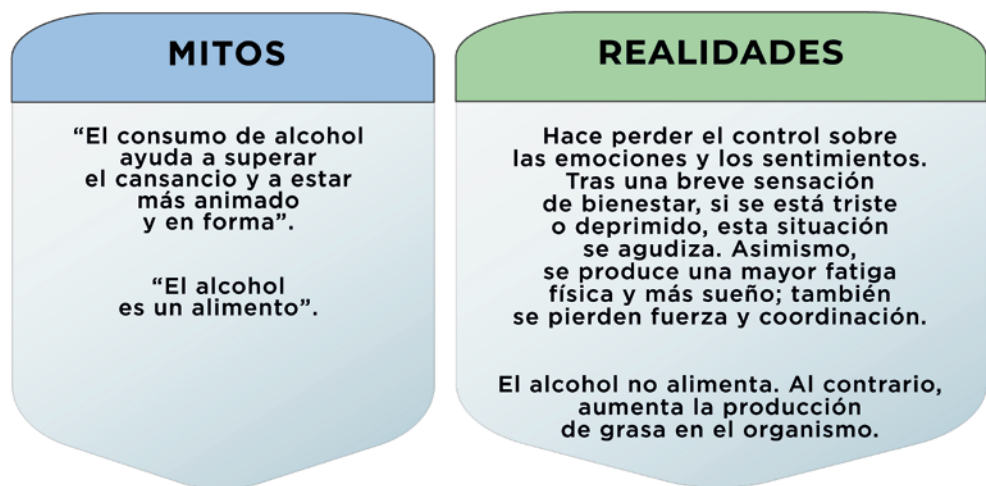 MITOS
“El consumo de alcohol
ayuda a superar
el cansancio y a estar
más animado
y en forma”.
“El alcohol
es un alimento”.
REALIDADES
Hace perder el control sobre
las emociones y los sentimientos.
Tras una breve sensación
de bienestar, si se está triste
o deprimido, esta situación
se agudiza. Asimismo,
se produce una mayor fatiga
física y más sueño; también
se pierden fuerza y coordinación.
El alcohol no alimenta. Al contrario,
aumenta la producción
de grasa en el organismo.